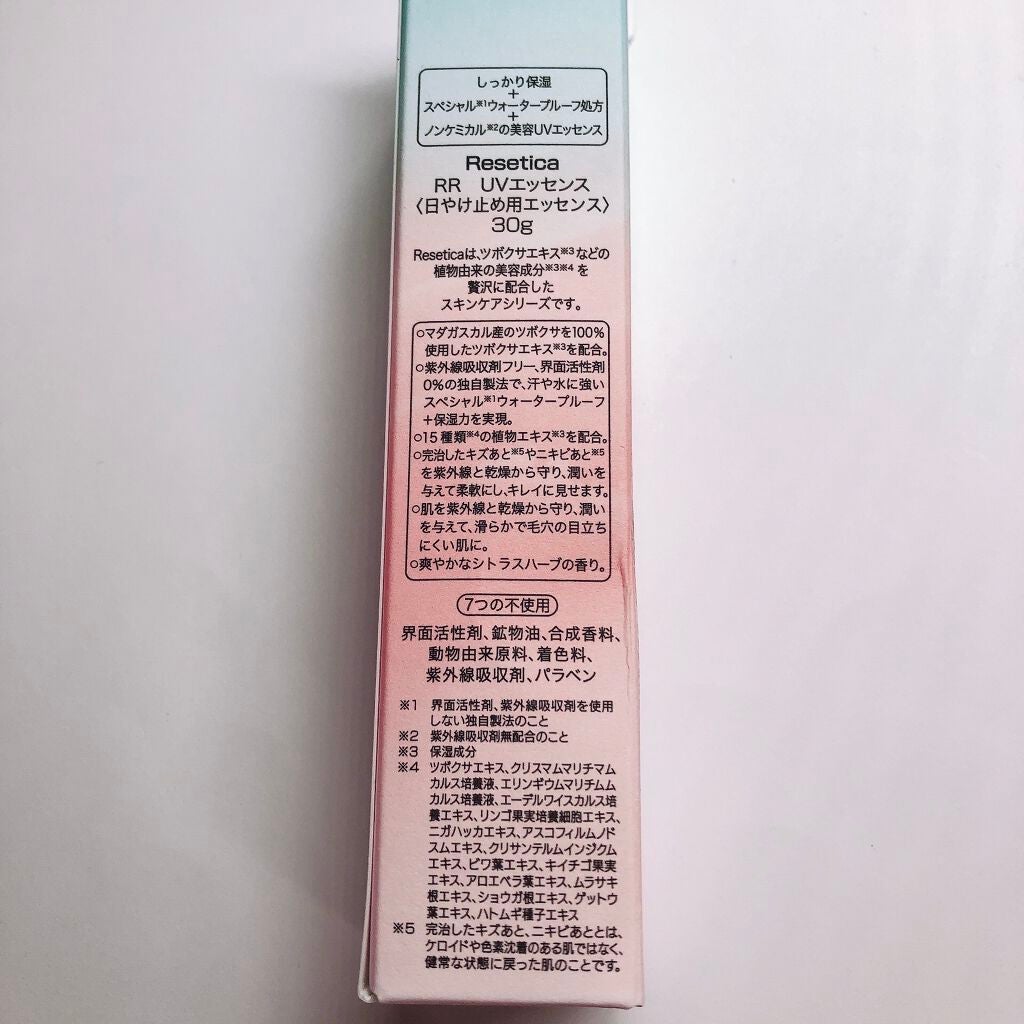 しっかり保湿
+
スペシャル※1ウォータープルーフ処方
+
ノンケミカル※2の美容UVエッセンス
Resetica
RR UVエッセンス
〈日やけ止め用エッセンス〉
30g
Reseticaは、ツボクサエキス※3などの
植物由来の美容成分※3※4を
贅沢に配合した
スキンケアシリーズです。
○マダガスカル産のツボクサを100%
使用したツボクサエキス※3を配合。
○紫外線吸収剤フリー、界面活性剤
0%の独自製法で、汗や水に強い
スペシャル※1ウォータープルーフ
+保湿力を実現。
○15種類※4の植物エキス※3を配合。
○完治したキズあと※5やニキビあと※5
を紫外線と乾燥から守り、潤いを
与えて柔軟にし、キレイに見せます。
○肌を紫外線と乾燥から守り、潤い
を与えて、滑らかで毛穴の目立ち
にくい肌に。
○爽やかなシトラスハーブの香り。
7つの不使用
界面活性剤、鉱物油、合成香料、
動物由来原料、着色料、
紫外線吸収剤、パラベン
※1 界面活性剤、紫外線吸収剤を使用
しない独自製法のこと
※2 紫外線吸収剤無配合のこと
※3 保湿成分
※4 ツボクサエキス、クリスマムマリチマム
カルス培養液、エリンギウムマリチムム
カルス培養液、エーデルワイスカルス培
養エキス、リンゴ果実培養細胞エキス、
ニガハッカエキス、アスコフィルムノド
スムエキス、クリサンテルムインジクム
エキス、ビワ葉エキス、キイチゴ果実
エキス、アロエベラ葉エキス、ムラサキ
根エキス、ショウガ根エキス、ゲットウ
葉エキス、ハトムギ種子エキス
※5 完治したキズあと、ニキビあととは、
ケロイドや色素沈着のある肌ではなく、
健常な状態に戻った肌のことです。